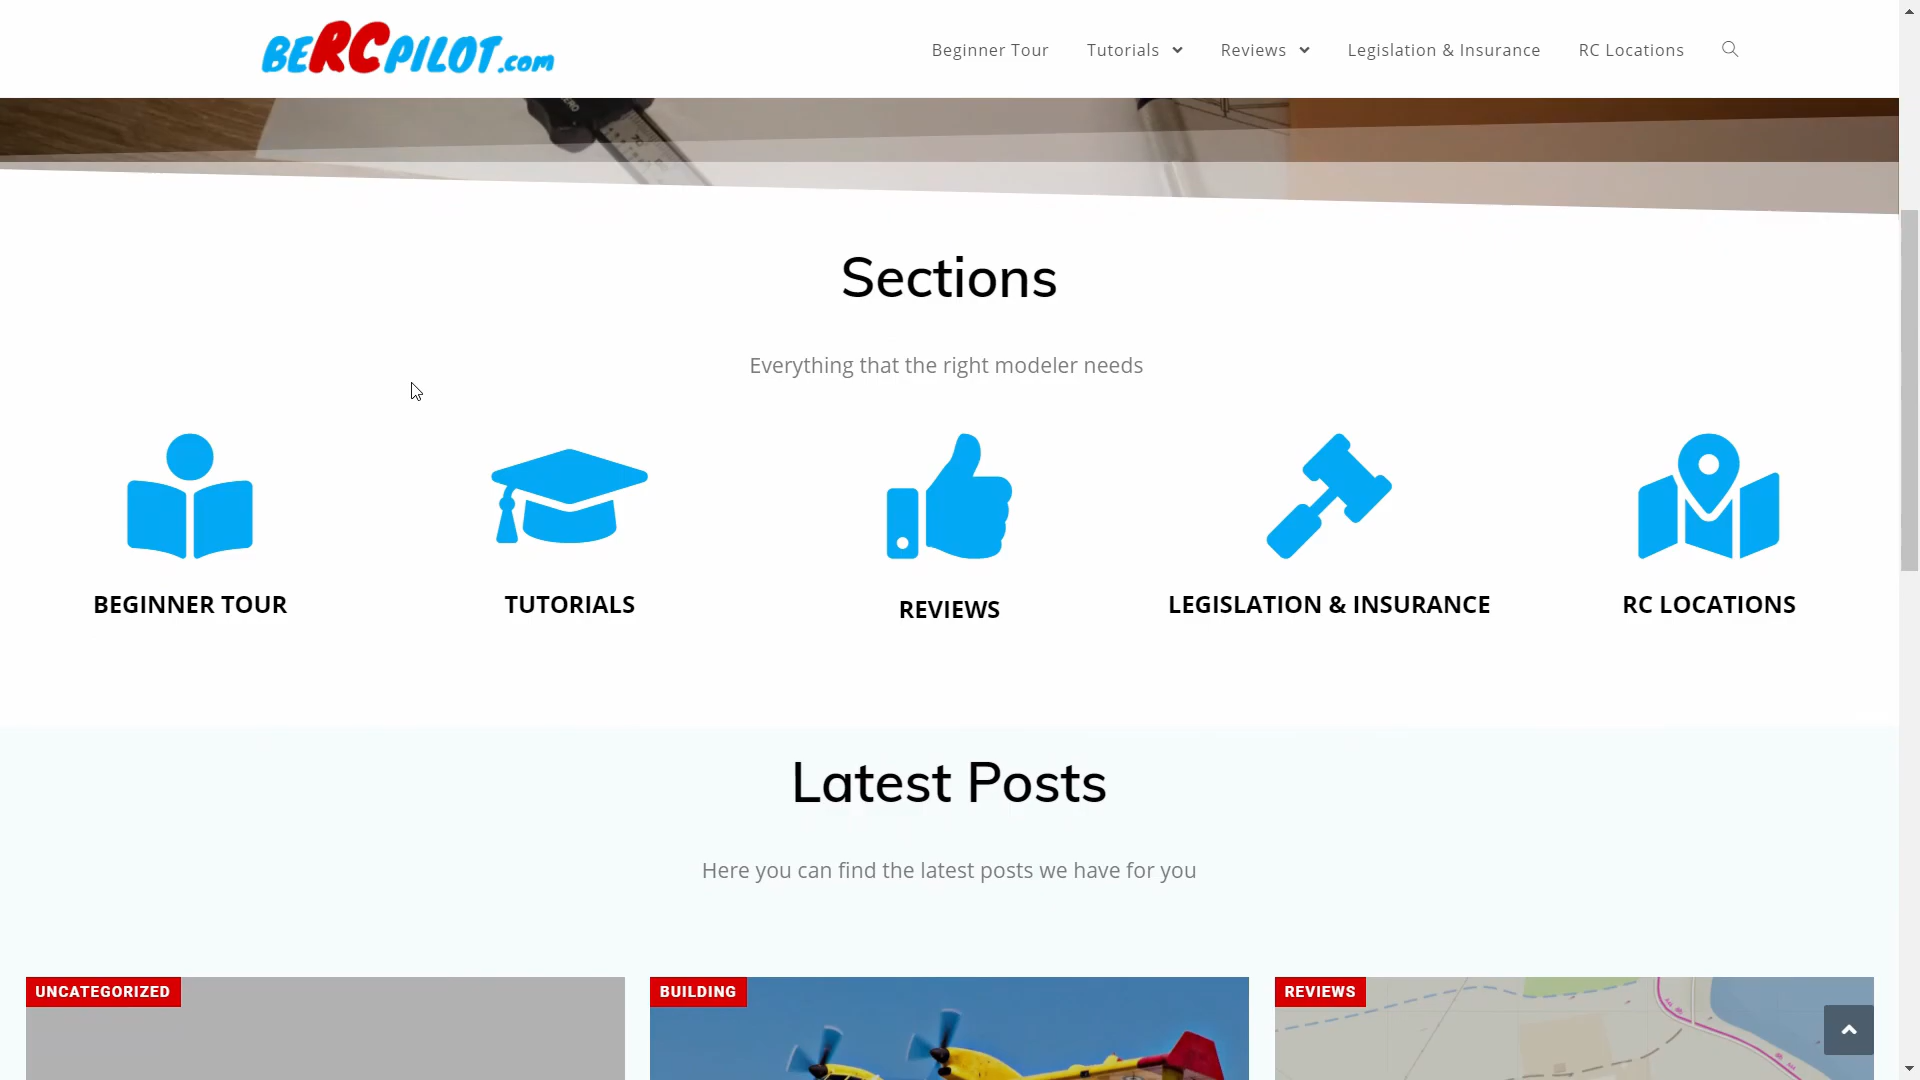 BERCPILOT.com
Beginner Tour
Tutorials
Reviews
Legislation & Insurance
RC Locations
Sections
Everything that the right modeler needs
BEGINNER TOUR
TUTORIALS
REVIEWS
LEGISLATION & INSURANCE
RC LOCATIONS
Latest Posts
Here you can find the latest posts we have for you
UNCATEGORIZED
BUILDING
REVIEWS